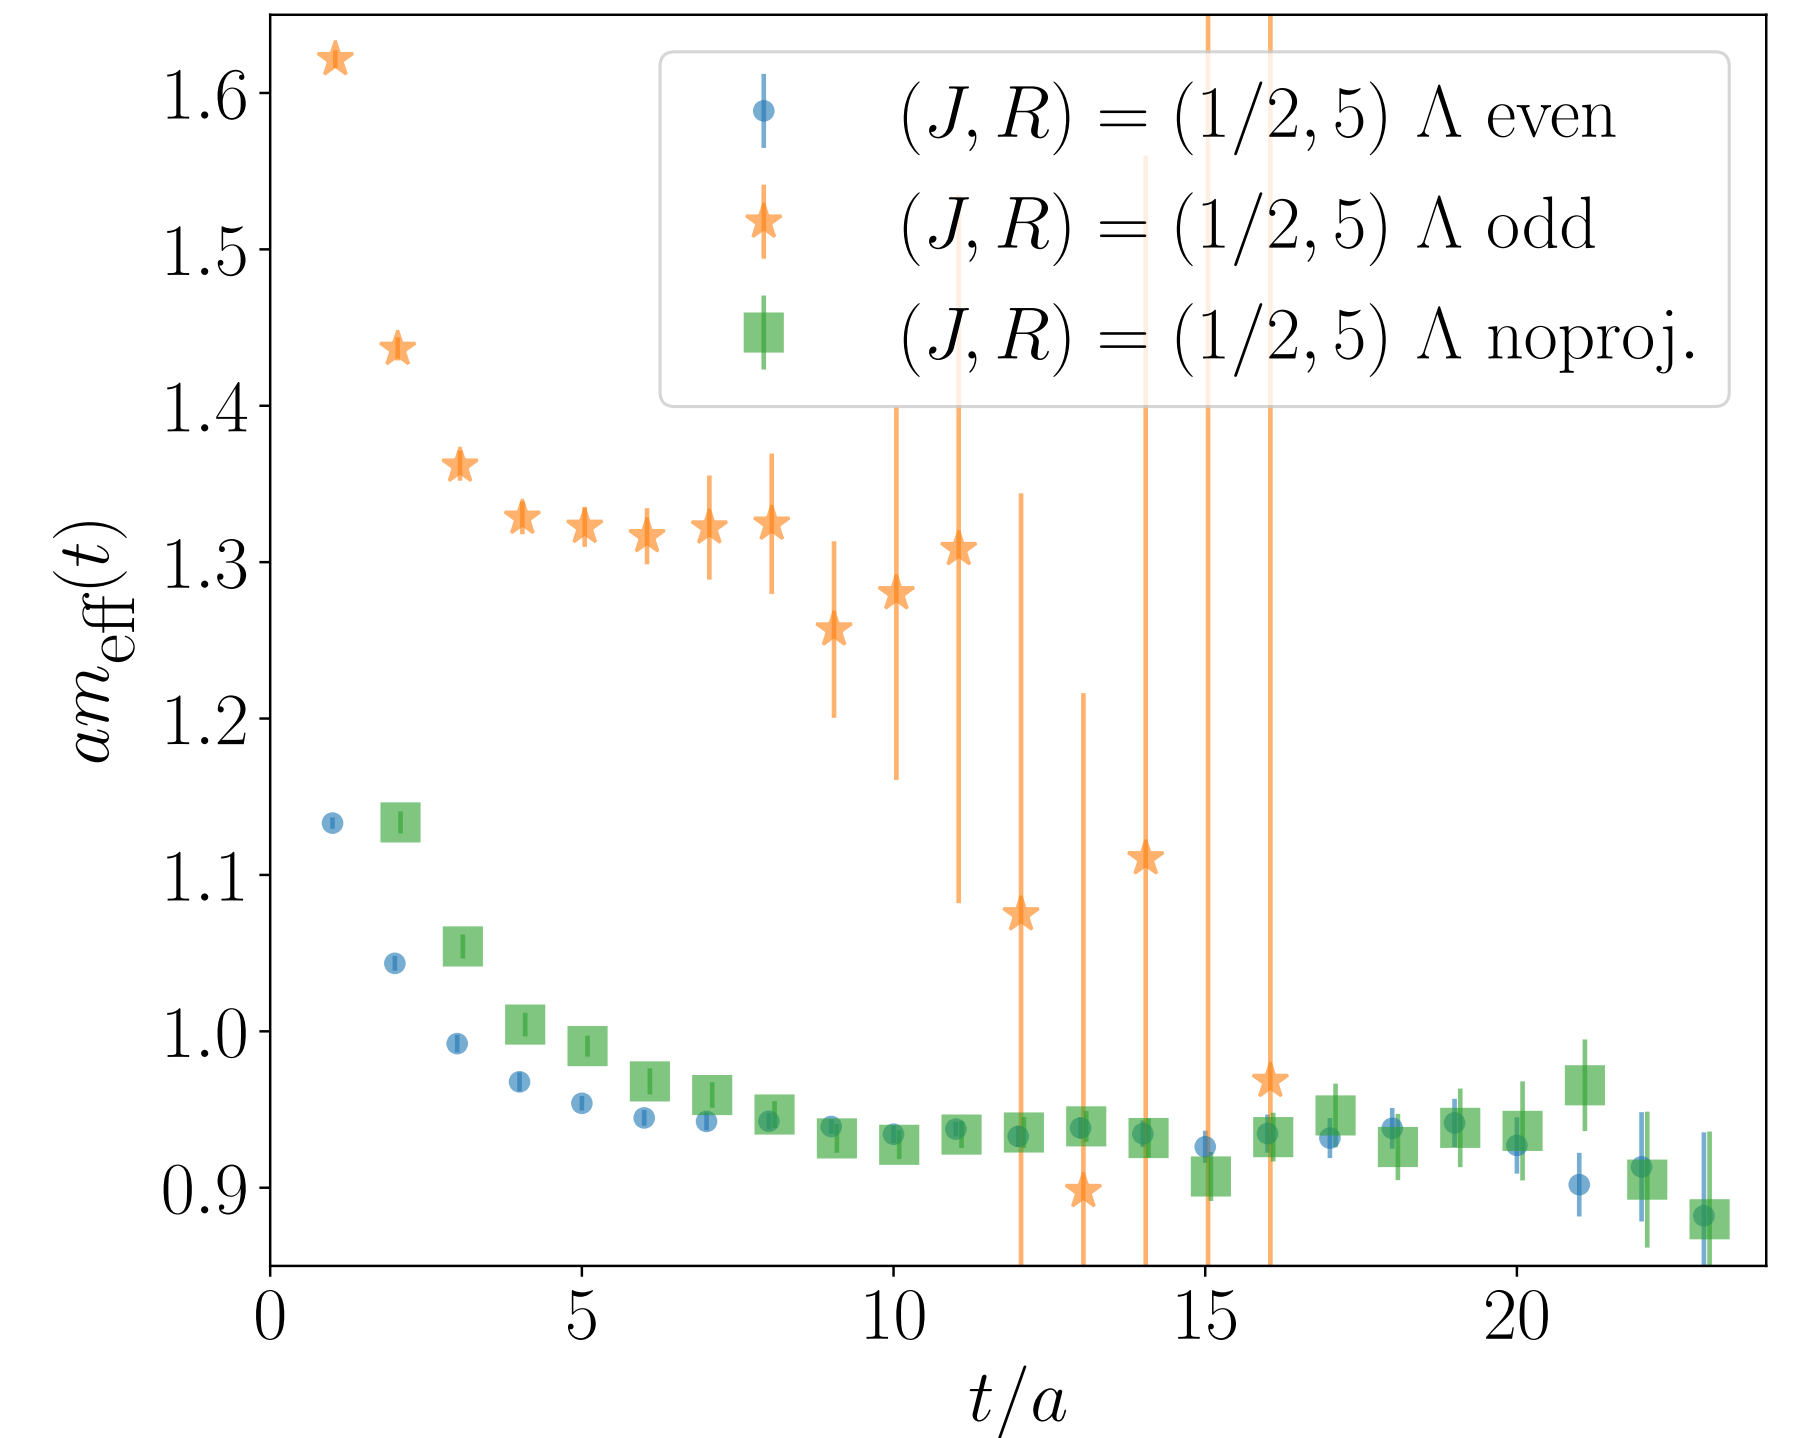 (J, R) = (1/2, 5) Λ even
(J, R) = (1/2, 5) Λ odd
(J, R) = (1/2, 5) Λ noproj.
am_eff(t)
1.6
1.5
1.4
1.3
1.2
1.1
1.0
0.9
0 5 10 15 20
t/a